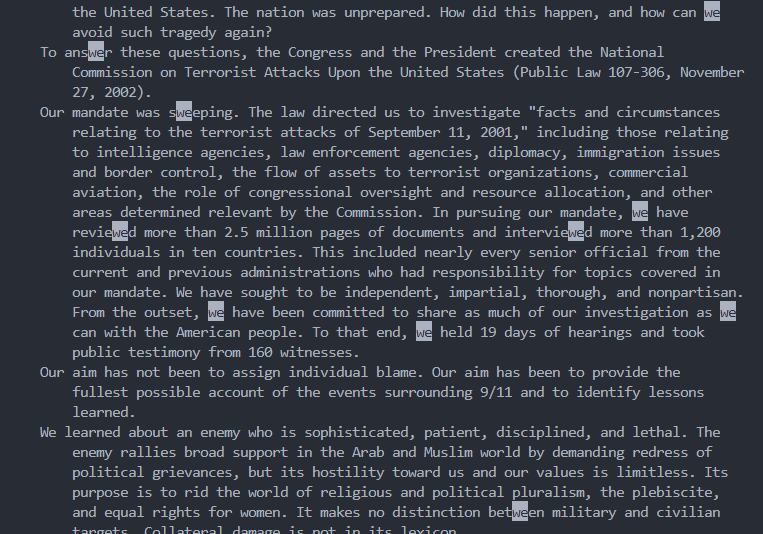 the United States. The nation was unprepared. How did this happen, and how can we
avoid such tragedy again?
To answer these questions, the Congress and the President created the National
Commission on Terrorist Attacks Upon the United States (Public Law 107-306, November
27, 2002).
Our mandate was sweeping. The law directed us to investigate "facts and circumstances
relating to the terrorist attacks of September 11, 2001," including those relating
to intelligence agencies, law enforcement agencies, diplomacy, immigration issues
and border control, the flow of assets to terrorist organizations, commercial
aviation, the role of congressional oversight and resource allocation, and other
areas determined relevant by the Commission. In pursuing our mandate, we have
reviewed more than 2.5 million pages of documents and interviewed more than 1,200
individuals in ten countries. This included nearly every senior official from the
current and previous administrations who had responsibility for topics covered in
our mandate. We have sought to be independent, impartial, thorough, and nonpartisan.
From the outset, we have been committed to share as much of our investigation as we
can with the American people. To that end, we held 19 days of hearings and took
public testimony from 160 witnesses.
Our aim has not been to assign individual blame. Our aim has been to provide the
fullest possible account of the events surrounding 9/11 and to identify lessons
learned.
We learned about an enemy who is sophisticated, patient, disciplined, and lethal. The
enemy rallies broad support in the Arab and Muslim world by demanding redress of
political grievances, but its hostility toward us and our values is limitless. Its
purpose is to rid the world of religious and political pluralism, the plebiscite,
and equal rights for women. It makes no distinction between military and civilian
targets. Collateral damage is not in its lexicon.